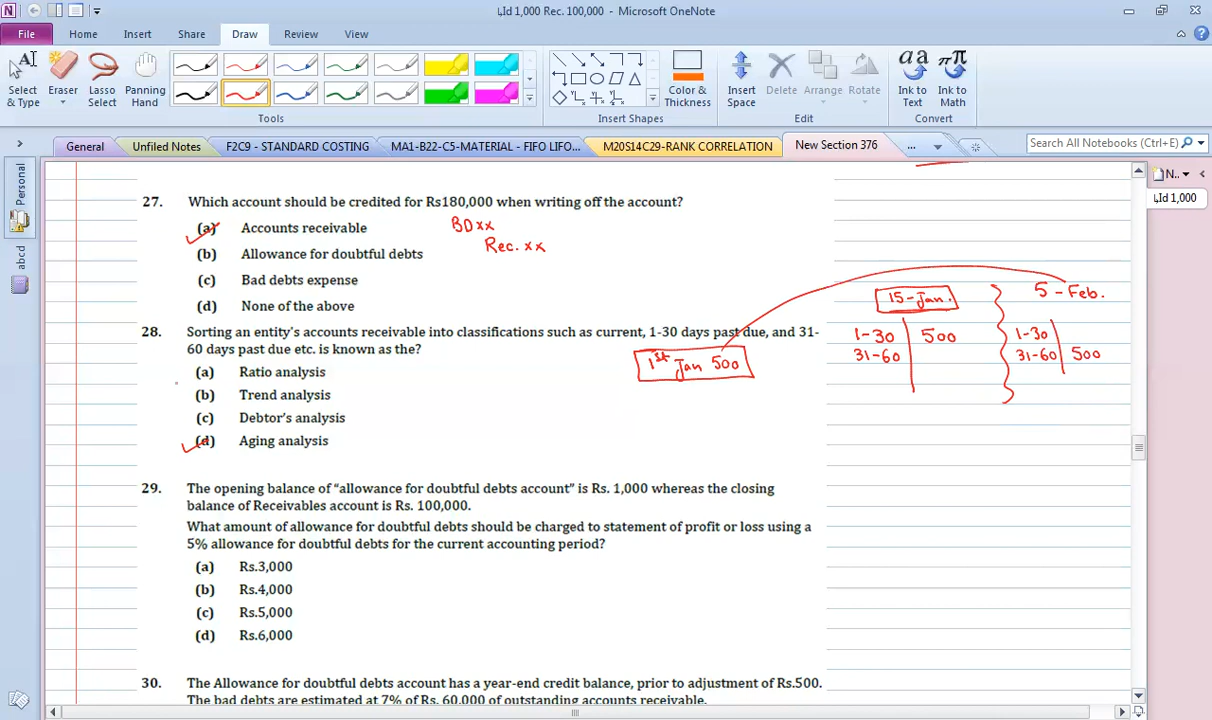 ป่Id 1,000 Rec. 100,000 - Microsoft OneNote
File Home Insert Share Draw Review View
Select & Type
Eraser
Lasso Select
Panning Hand
Color & Thickness
Insert Space
Delete
Arrange
Rotate
Ink to Text
Ink to Math
Tools
Insert Shapes
Edit
Convert
General
Unfiled Notes
F2C9 - STANDARD COSTING
MA1-B22-C5-MATERIAL - FIFO LIFO...
M20S14C29-RANK CORRELATION
New Section 376
...
Search All Notebooks (Ctrl+E)
Personal
abcd
N..
1,000
27. Which account should be credited for Rs180,000 when writing off the account?
(a) Accounts receivable
BD xx
Rec. xx
(b) Allowance for doubtful debts
(c) Bad debts expense
(d) None of the above
28. Sorting an entity's accounts receivable into classifications such as current, 1-30 days past due, and 31-
60 days past due etc. is known as the?
(a) Ratio analysis
(b) Trend analysis
(c) Debtor's analysis
(d) Aging analysis
1st Jan 500
15-Jan.
1-30 500
31-60
5-Feb.
1-30
31-60 500
29. The opening balance of "allowance for doubtful debts account" is Rs. 1,000 whereas the closing
balance of Receivables account is Rs. 100,000.
What amount of allowance for doubtful debts should be charged to statement of profit or loss using a
5% allowance for doubtful debts for the current accounting period?
(a) Rs.3,000
(b) Rs.4,000
(c) Rs.5,000
(d) Rs.6,000
30. The Allowance for doubtful debts account has a year-end credit balance, prior to adjustment of Rs.500.
The bad debts are estimated at 7% of Rs. 60,000 of outstanding accounts receivable.